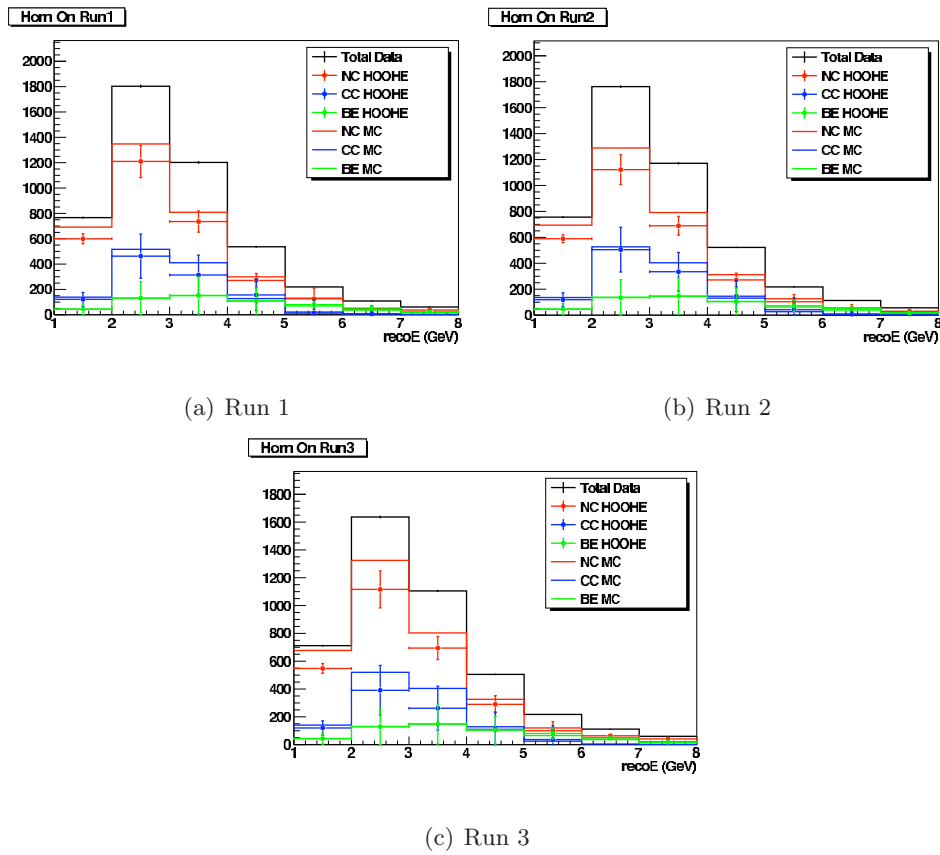 Horn On Run1
Total Data
NC HOOHE
CC HOOHE
BE HOOHE
NC MC
CC MC
BE MC
2000
1800
1600
1400
1200
1000
800
600
400
200
0
1 2 3 4 5 6 7 8
recoE (GeV)
(a) Run 1
Horn On Run2
Total Data
NC HOOHE
CC HOOHE
BE HOOHE
NC MC
CC MC
BE MC
2000
1800
1600
1400
1200
1000
800
600
400
200
0
1 2 3 4 5 6 7 8
recoE (GeV)
(b) Run 2
Horn On Run3
Total Data
NC HOOHE
CC HOOHE
BE HOOHE
NC MC
CC MC
BE MC
1800
1600
1400
1200
1000
800
600
400
200
0
1 2 3 4 5 6 7 8
recoE (GeV)
(c) Run 3